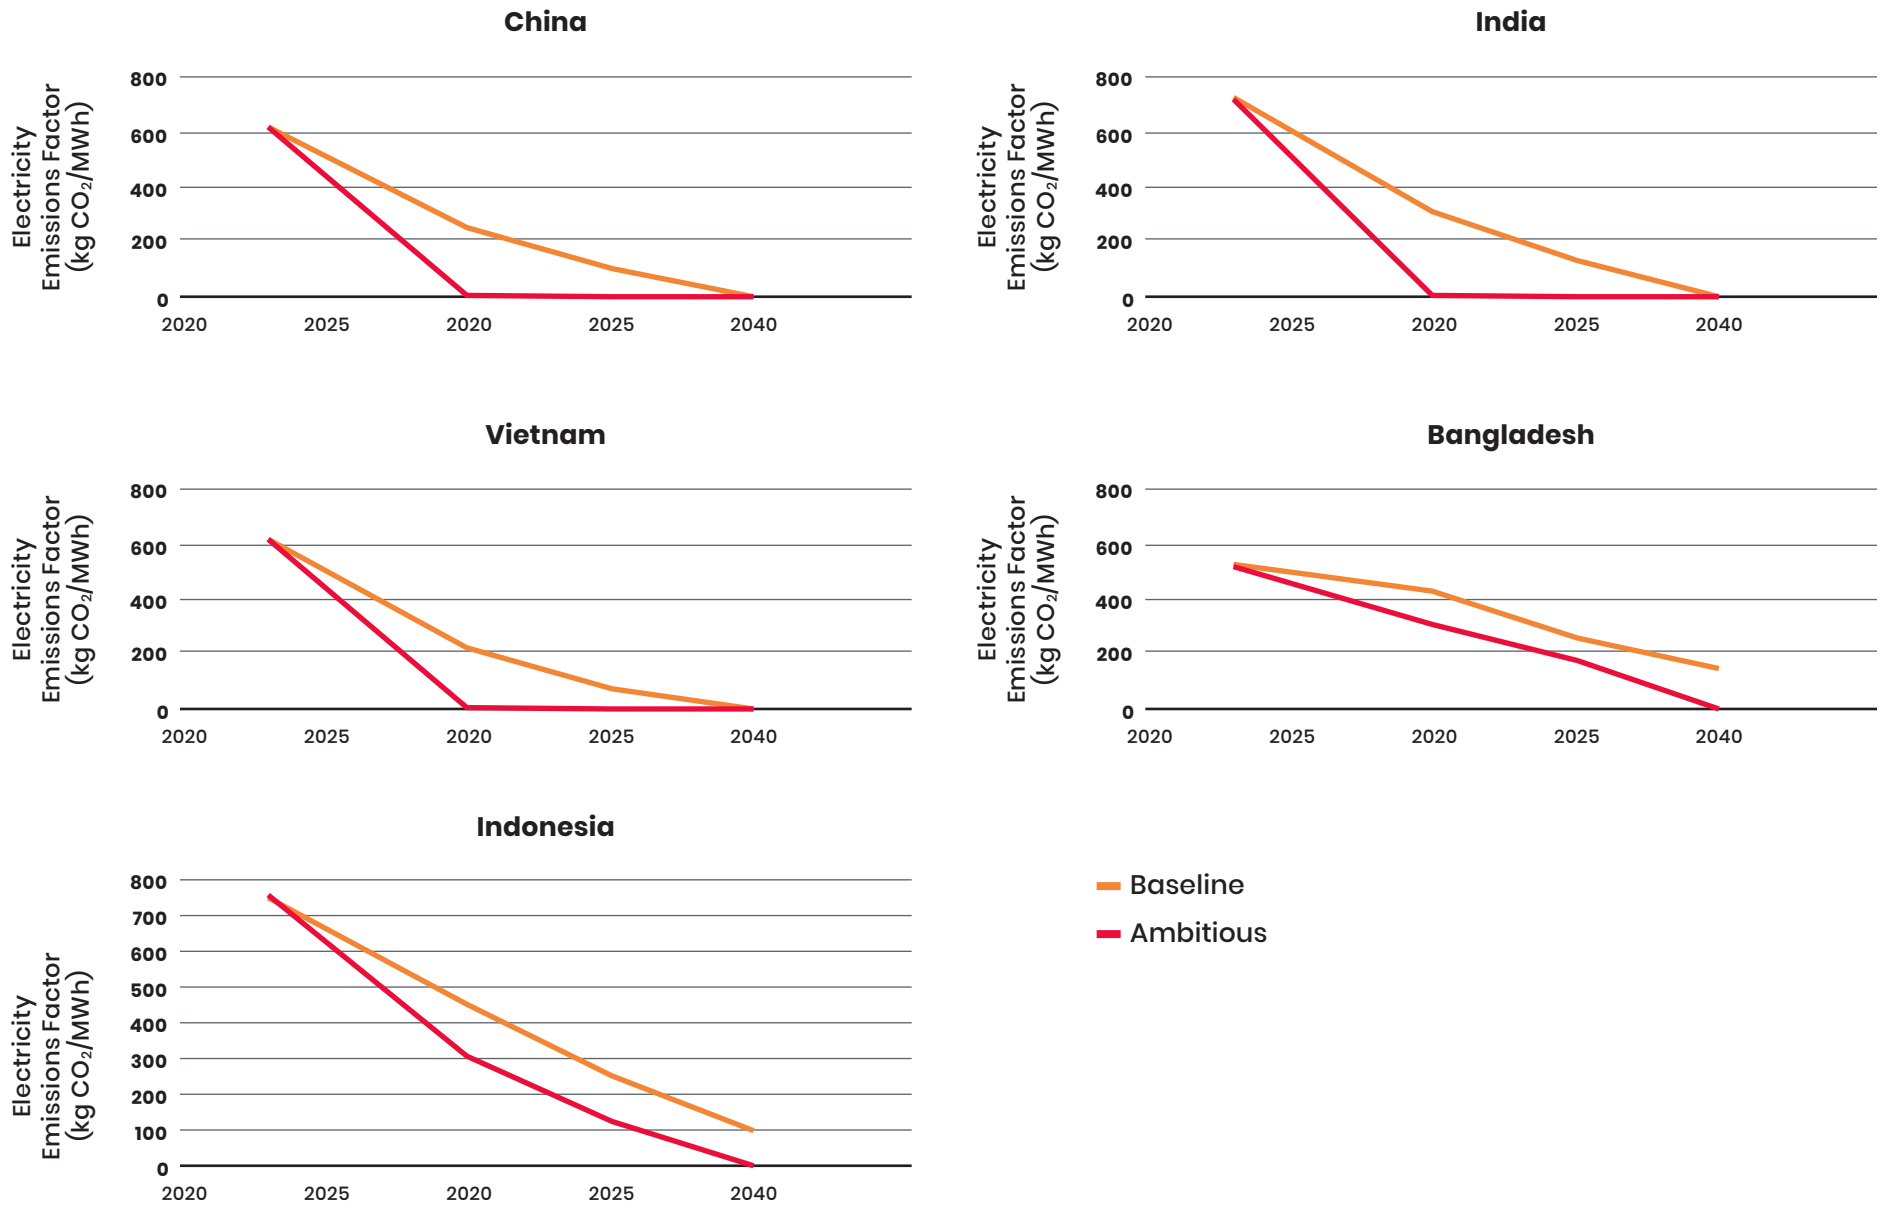 China
Electricity
Emissions Factor
(kg CO₂/MWh)
800
600
400
200
0
2020 2025 2020 2025 2040
India
Electricity
Emissions Factor
(kg CO₂/MWh)
800
600
400
200
0
2020 2025 2020 2025 2040
Vietnam
Electricity
Emissions Factor
(kg CO₂/MWh)
800
600
400
200
0
2020 2025 2020 2025 2040
Bangladesh
Electricity
Emissions Factor
(kg CO₂/MWh)
800
600
400
200
0
2020 2025 2020 2025 2040
Indonesia
Electricity
Emissions Factor
(kg CO₂/MWh)
800
700
600
500
400
300
200
100
0
2020 2025 2020 2025 2040
Baseline
Ambitious